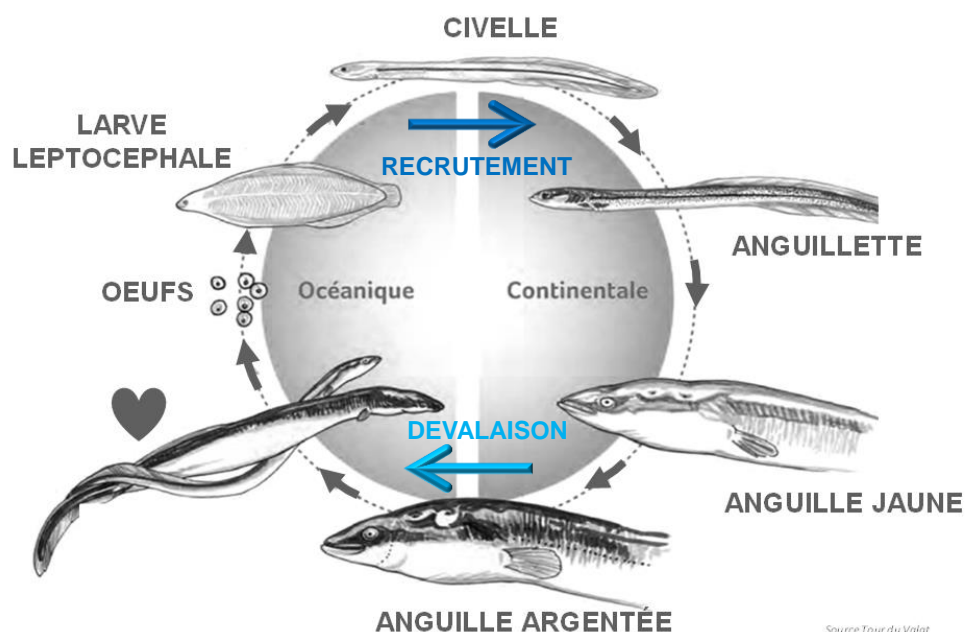 CIVELLE
LARVE
LEPTOCEPHALE
RECRUTEMENT
ANGUILLETTE
OEUFS
Océanique
Continentale
DEVALAISON
ANGUILLE JAUNE
ANGUILLE ARGENTÉE
Source Tour du Valat